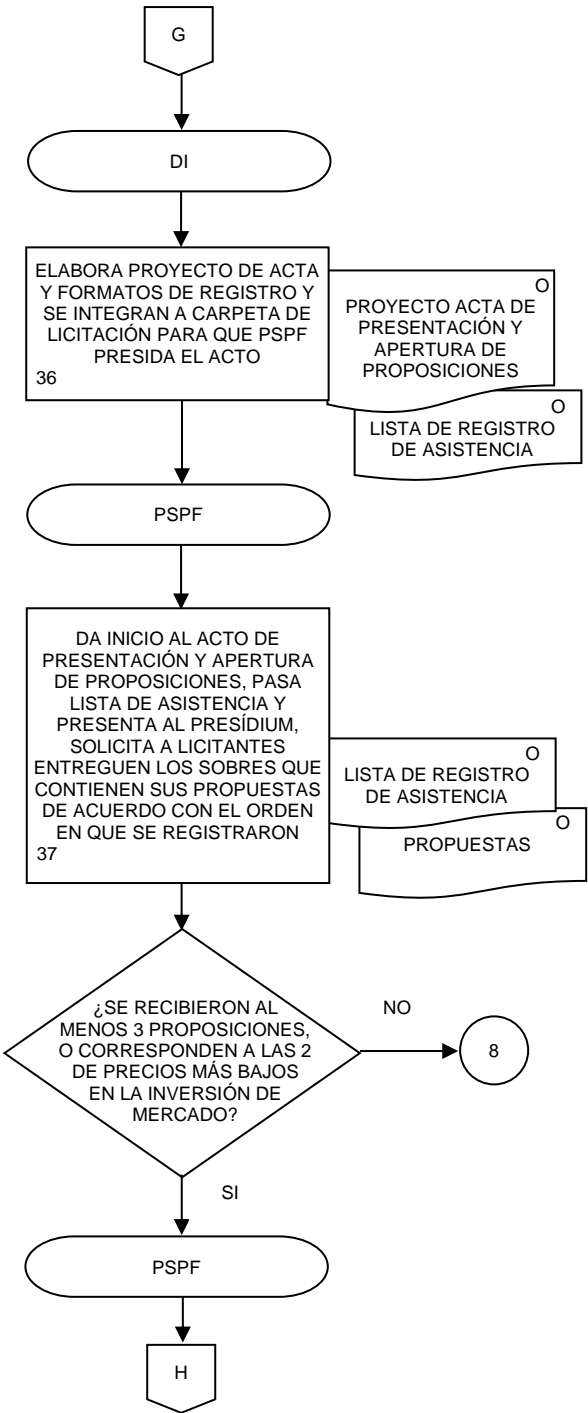 G
DI
ELABORA PROYECTO DE ACTA
Y FORMATOS DE REGISTRO Y
SE INTEGRAN A CARPETA DE
LICITACIÓN PARA QUE PSPF
PRESIDA EL ACTO
36
O
PROYECTO ACTA DE
PRESENTACIÓN Y
APERTURA DE
PROPOSICIONES
O
LISTA DE REGISTRO
DE ASISTENCIA
PSPF
DA INICIO AL ACTO DE
PRESENTACIÓN Y APERTURA
DE PROPOSICIONES, PASA
LISTA DE ASISTENCIA Y
PRESENTA AL PRESÍDIUM,
SOLICITA A LICITANTES
ENTREGUEN LOS SOBRES QUE
CONTIENEN SUS PROPUESTAS
DE ACUERDO CON EL ORDEN
EN QUE SE REGISTRARON
37
O
LISTA DE REGISTRO
DE ASISTENCIA
O
PROPUESTAS
¿SE RECIBIERON AL
MENOS 3 PROPOSICIONES,
O CORRESPONDEN A LAS 2
DE PRECIOS MÁS BAJOS
EN LA INVERSIÓN DE
MERCADO?
NO
8
SI
PSPF
H